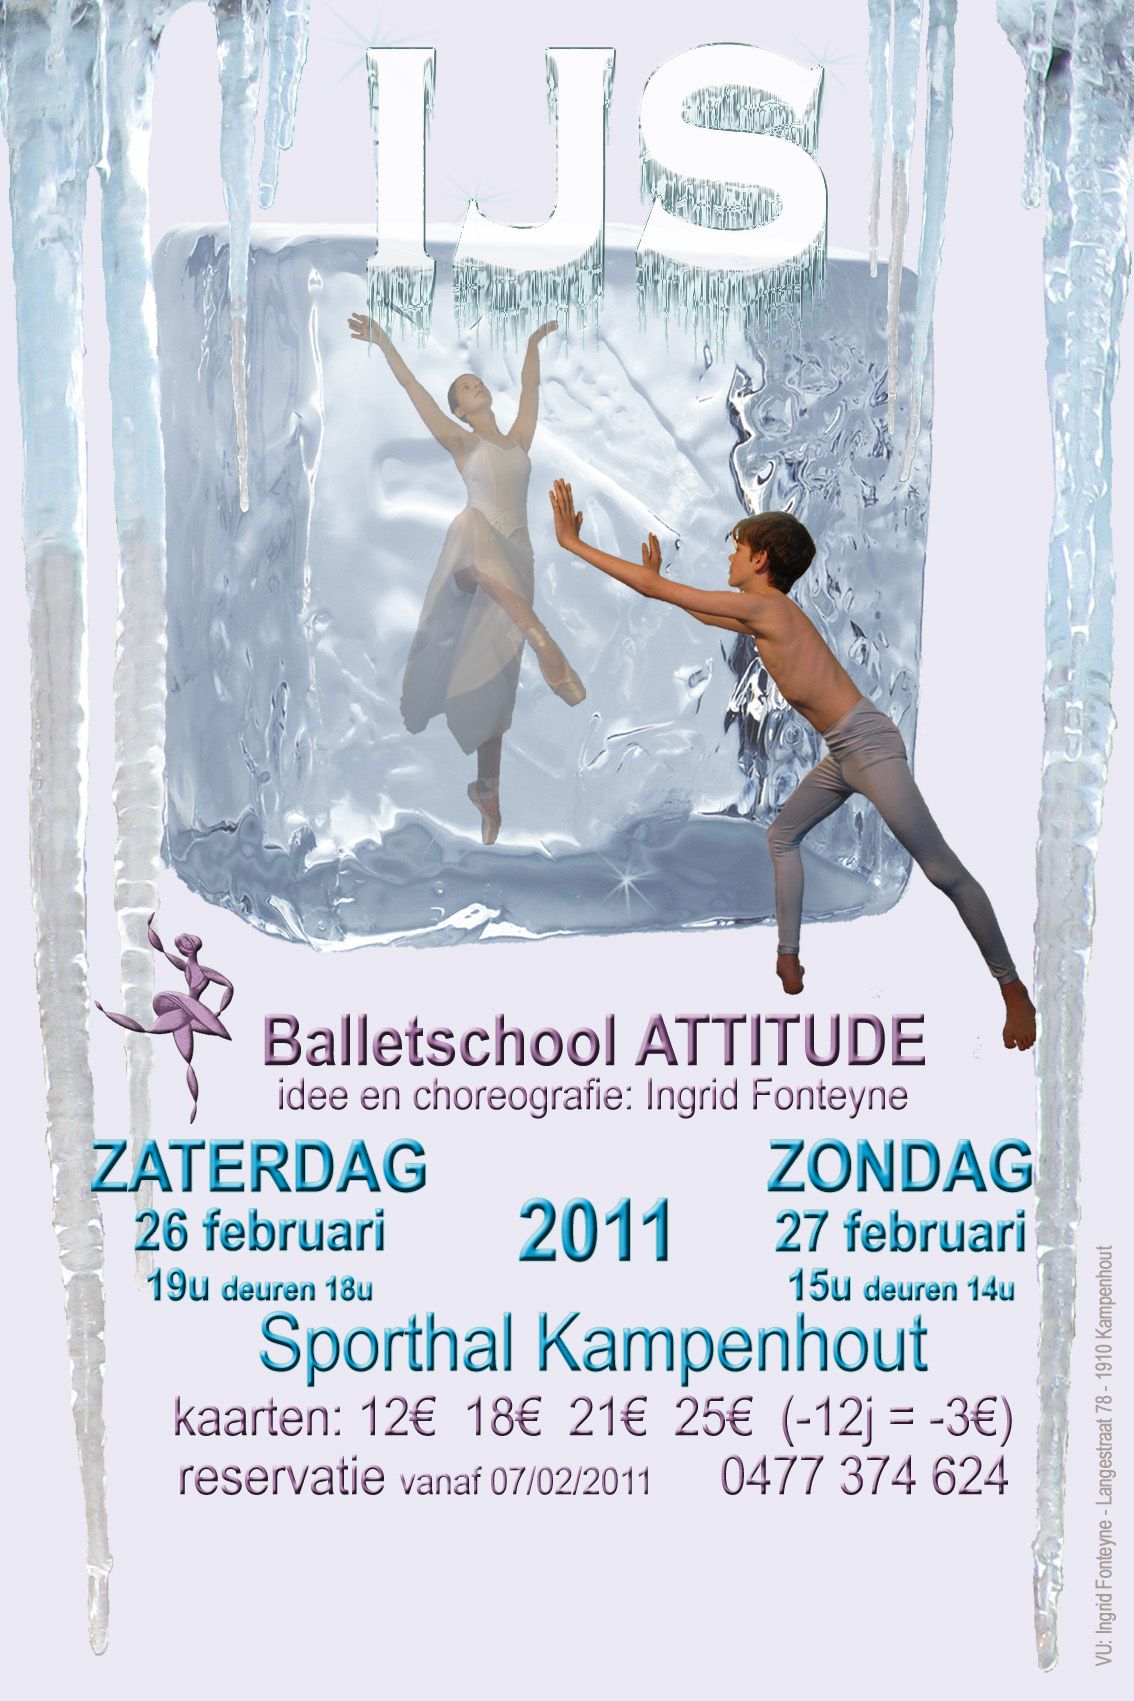 IJS
Balletschool ATTITUDE
idee en choreografie: Ingrid Fonteyne
ZATERDAG
26 februari
19u deuren 18u
2011
ZONDAG
27 februari
15u deuren 14u
Sporthal Kampenhout
kaarten: 12€ 18€ 21€ 25€ (-12j = -3€)
reservatie vanaf 07/02/2011 0477 374 624
VU: Ingrid Fonteyne - Langestraat 78 - 1910 Kampenhout